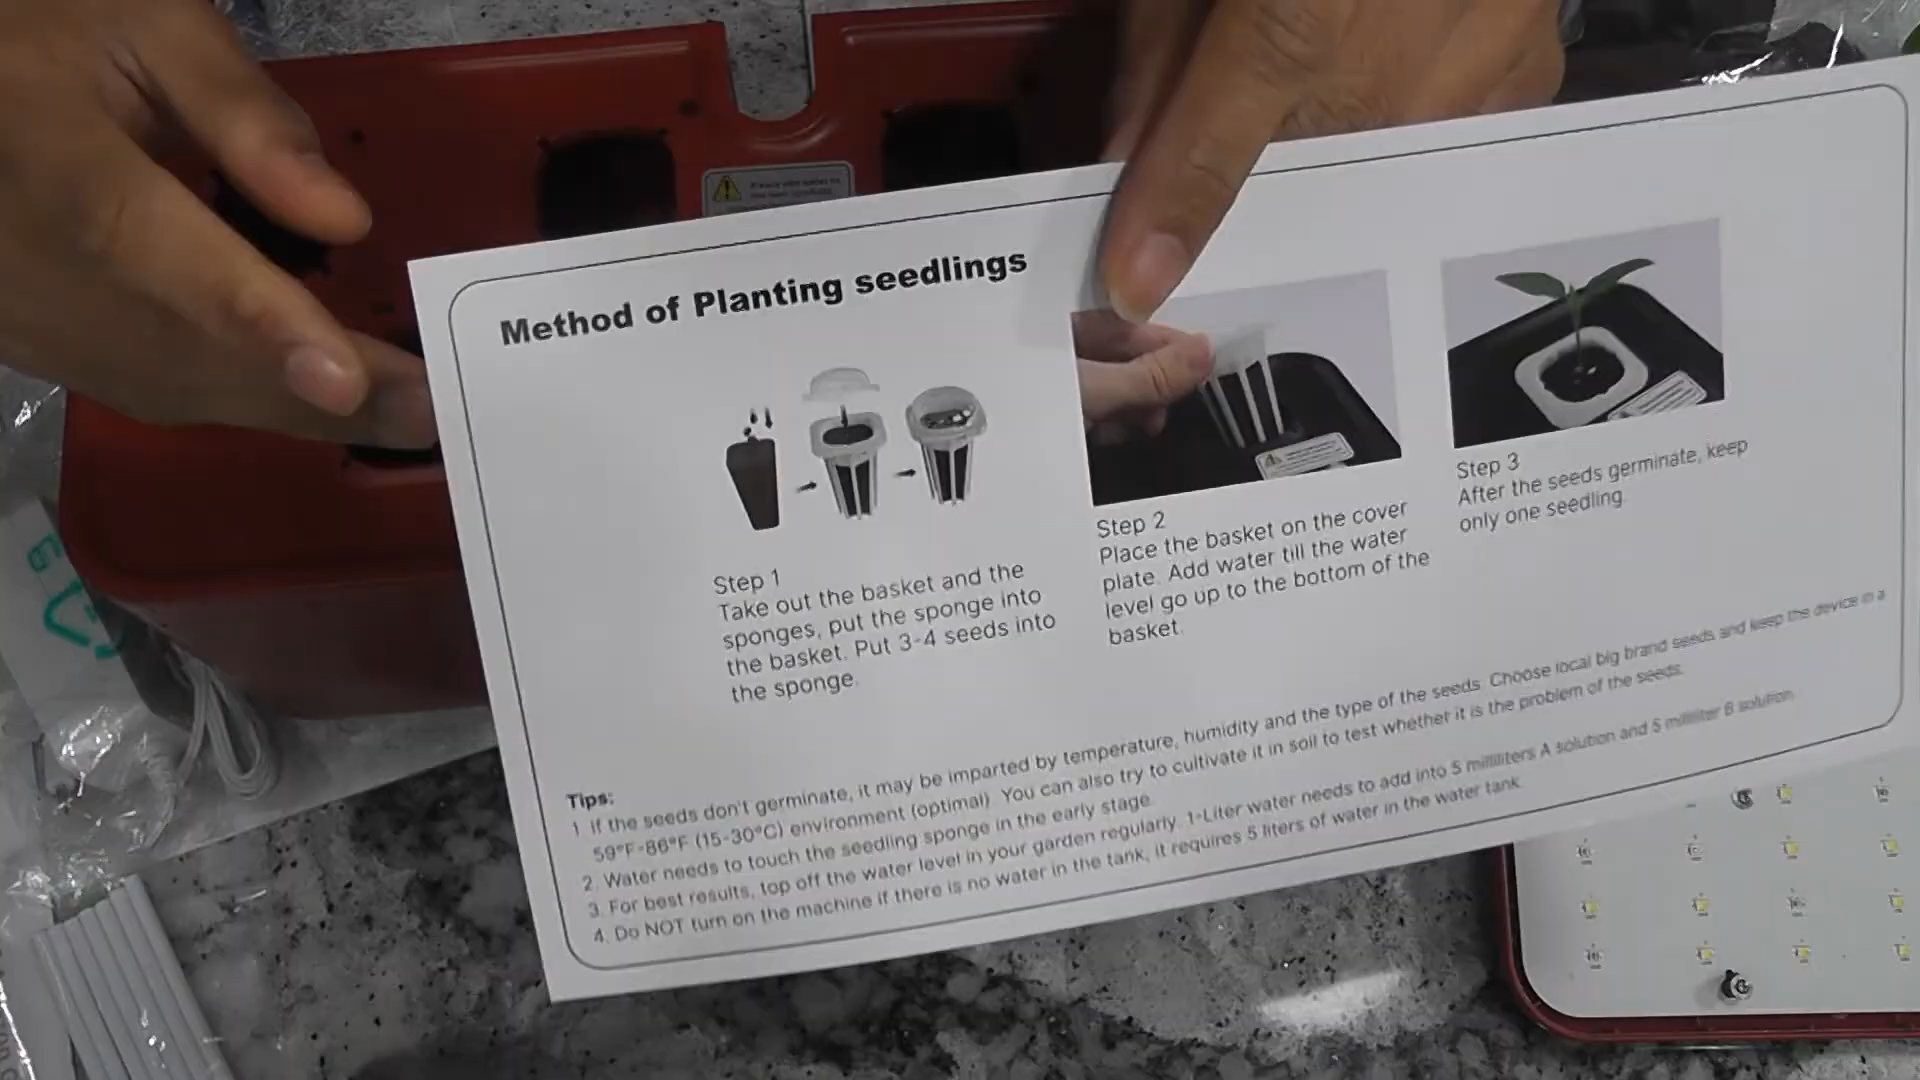 Method of Planting seedlings
Step 1
Take out the basket and the
sponges, put the sponge into
the basket. Put 3-4 seeds into
the sponge.
Step 2
Place the basket on the cover
plate. Add water till the water
level go up to the bottom of the
basket.
Step 3
After the seeds germinate, keep
only one seedling.
Tips:
1. If the seeds don't germinate, it may be imparted by temperature, humidity and the type of the seeds. Choose local big brand seeds and keep the device in a
59°F-86°F (15-30°C) environment (optimal). You can also try to cultivate it in soil to test whether it is the problem of the seeds.
2. Water needs to touch the seedling sponge in the early stage.
3. For best results, top off the water level in your garden regularly. 1-Liter water needs to add into 5 milliliters A solution and 5 milliliter B solution.
4. Do NOT turn on the machine if there is no water in the tank, it requires 5 liters of water in the water tank.